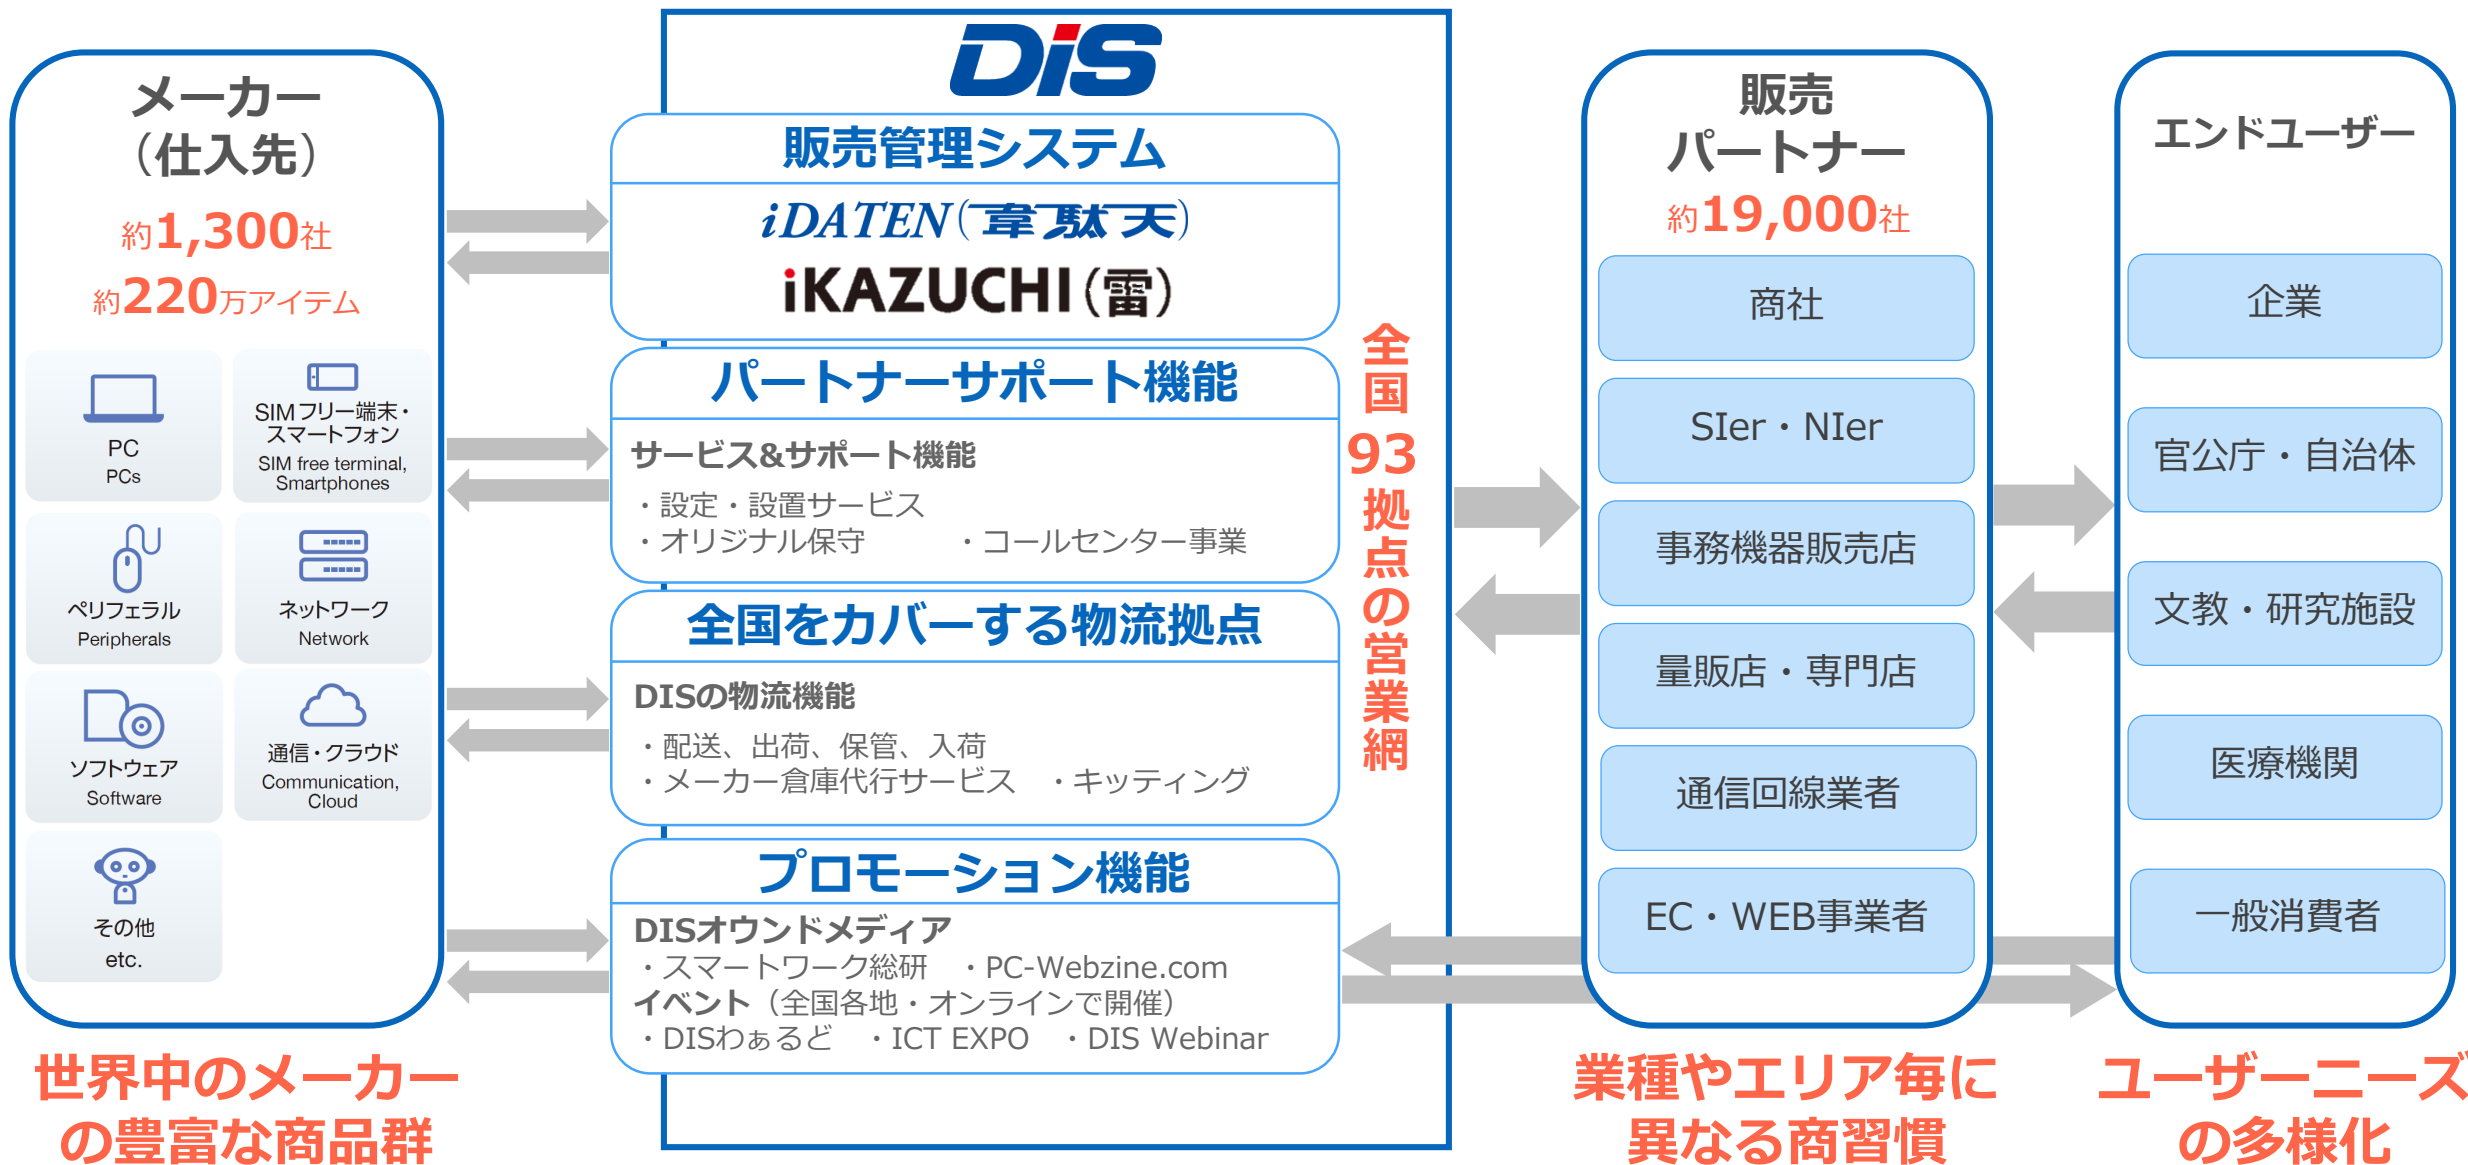 メーカー
（仕入先）
約1,300社
約220万アイテム
PC
PCs
SIMフリー端末・
スマートフォン
SIM free terminal,
Smartphones
ペリフェラル
Peripherals
ネットワーク
Network
ソフトウェア
Software
通信・クラウド
Communication,
Cloud
その他
etc.
世界中のメーカー
の豊富な商品群
DiS
販売管理システム
iDATEN(韋駄天)
iKAZUCHI(雷)
パートナーサポート機能
サービス&サポート機能
・設定・設置サービス
・オリジナル保守　・コールセンター事業
全国をカバーする物流拠点
DISの物流機能
・配送、出荷、保管、入荷
・メーカー倉庫代行サービス　・キッティング
プロモーション機能
DISオウンドメディア
・スマートワーク総研　・PC-Webzine.com
イベント（全国各地・オンラインで開催）
・DISわぁるど　・ICT EXPO　・DIS Webinar
全国93拠点の営業網
販売
パートナー
約19,000社
商社
SIer・NIer
事務機器販売店
量販店・専門店
通信回線業者
EC・WEB事業者
業種やエリア毎に
異なる商習慣
エンドユーザー
企業
官公庁・自治体
文教・研究施設
医療機関
一般消費者
ユーザーニーズ
の多様化